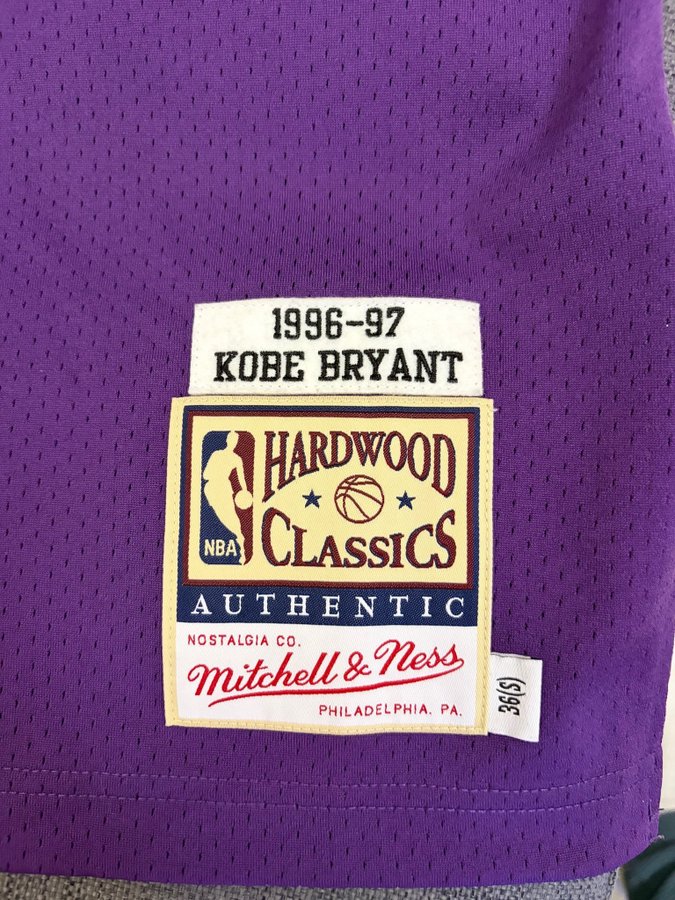 1996-97
KOBE BRYANT
HARDWOOD
CLASSICS
NBA
AUTHENTIC
NOSTALGIA CO.
Mitchell & Ness
PHILADELPHIA, PA.
36(S)